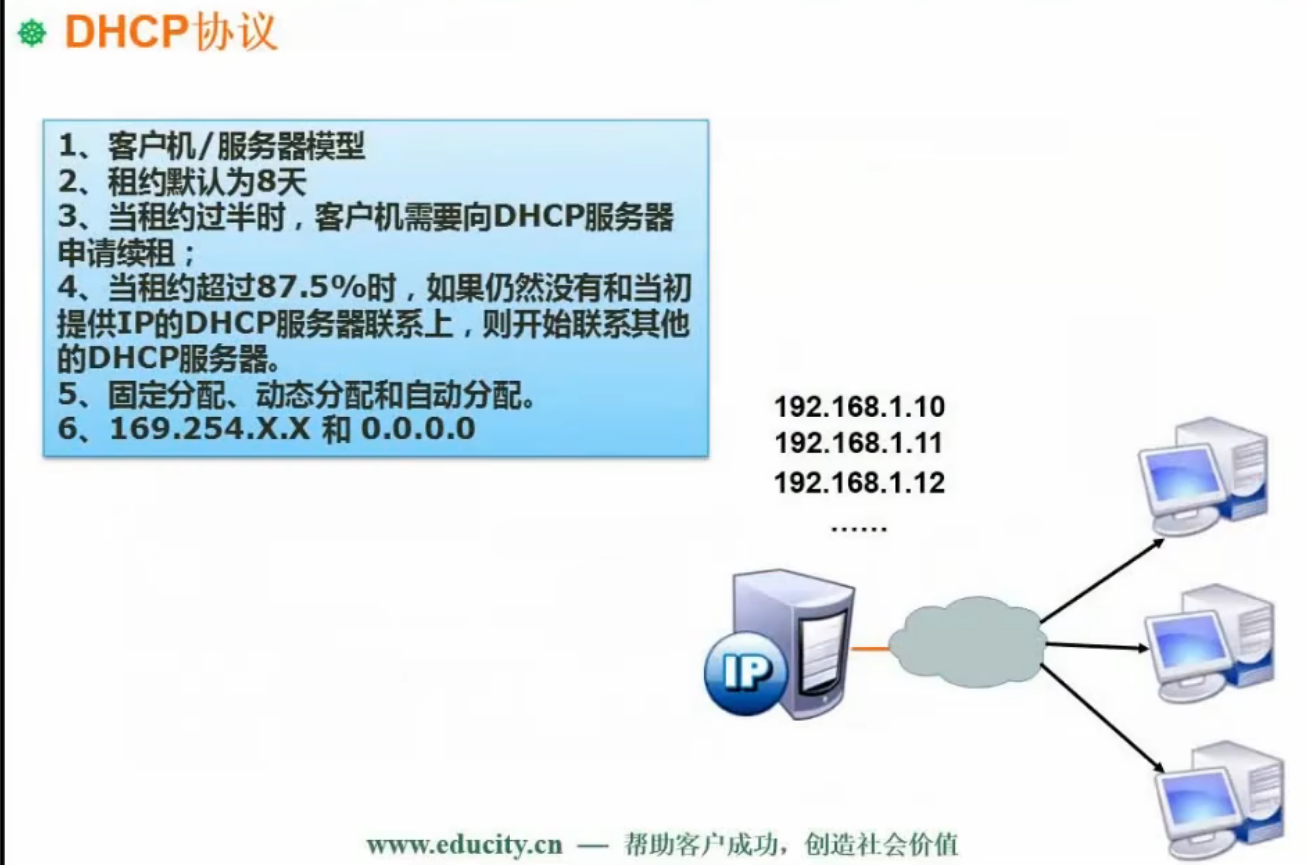 DHCP协议
1、客户机/服务器模型
2、租约默认为8天
3、当租约过半时，客户机需要向DHCP服务器
申请续租；
4、当租约超过87.5%时，如果仍然没有和当初
提供IP的DHCP服务器联系上，则开始联系其他
的DHCP服务器。
5、固定分配、动态分配和自动分配。
6、169.254.X.X 和 0.0.0.0
192.168.1.10
192.168.1.11
192.168.1.12
......
IP
www.educity.cn — 帮助客户成功，创造社会价值